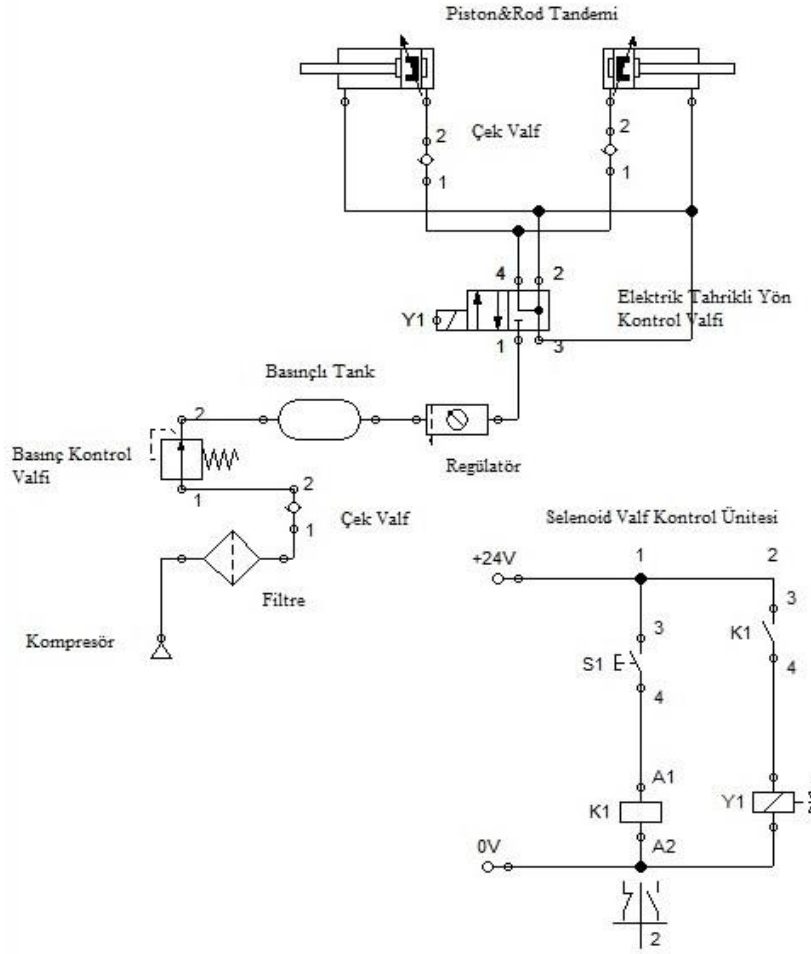 Piston&Rod Tandemi
2
Çek Valf
2
1
1
4
2
Elektrik Tahrikli Yön
Kontrol Valfi
Y1
1
3
Basınçlı Tank
2
Basınç Kontrol
Valfi
Regülatör
1
2
Çek Valf
1
Selenoid Valf Kontrol Ünitesi
+24V
1
2
Filtre
3
3
K1
Kompresör
S1
4
4
A1
K1
Y1
0V
A2
2